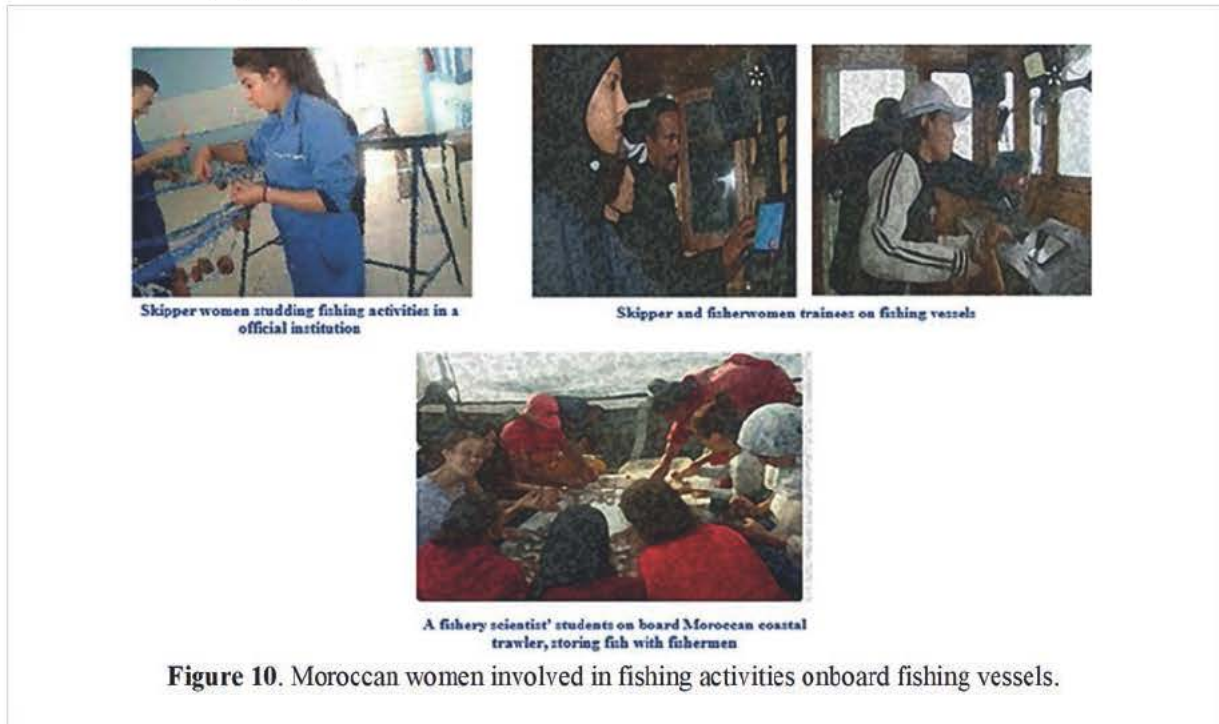 Skipper women studding fishing activities in a
official institution
Skipper and fisherwomen trainees on fishing vessels
A fishery scientist' students on board Moroccan coastal
trawler, storing fish with fishermen
Figure 10. Moroccan women involved in fishing activities onboard fishing vessels.